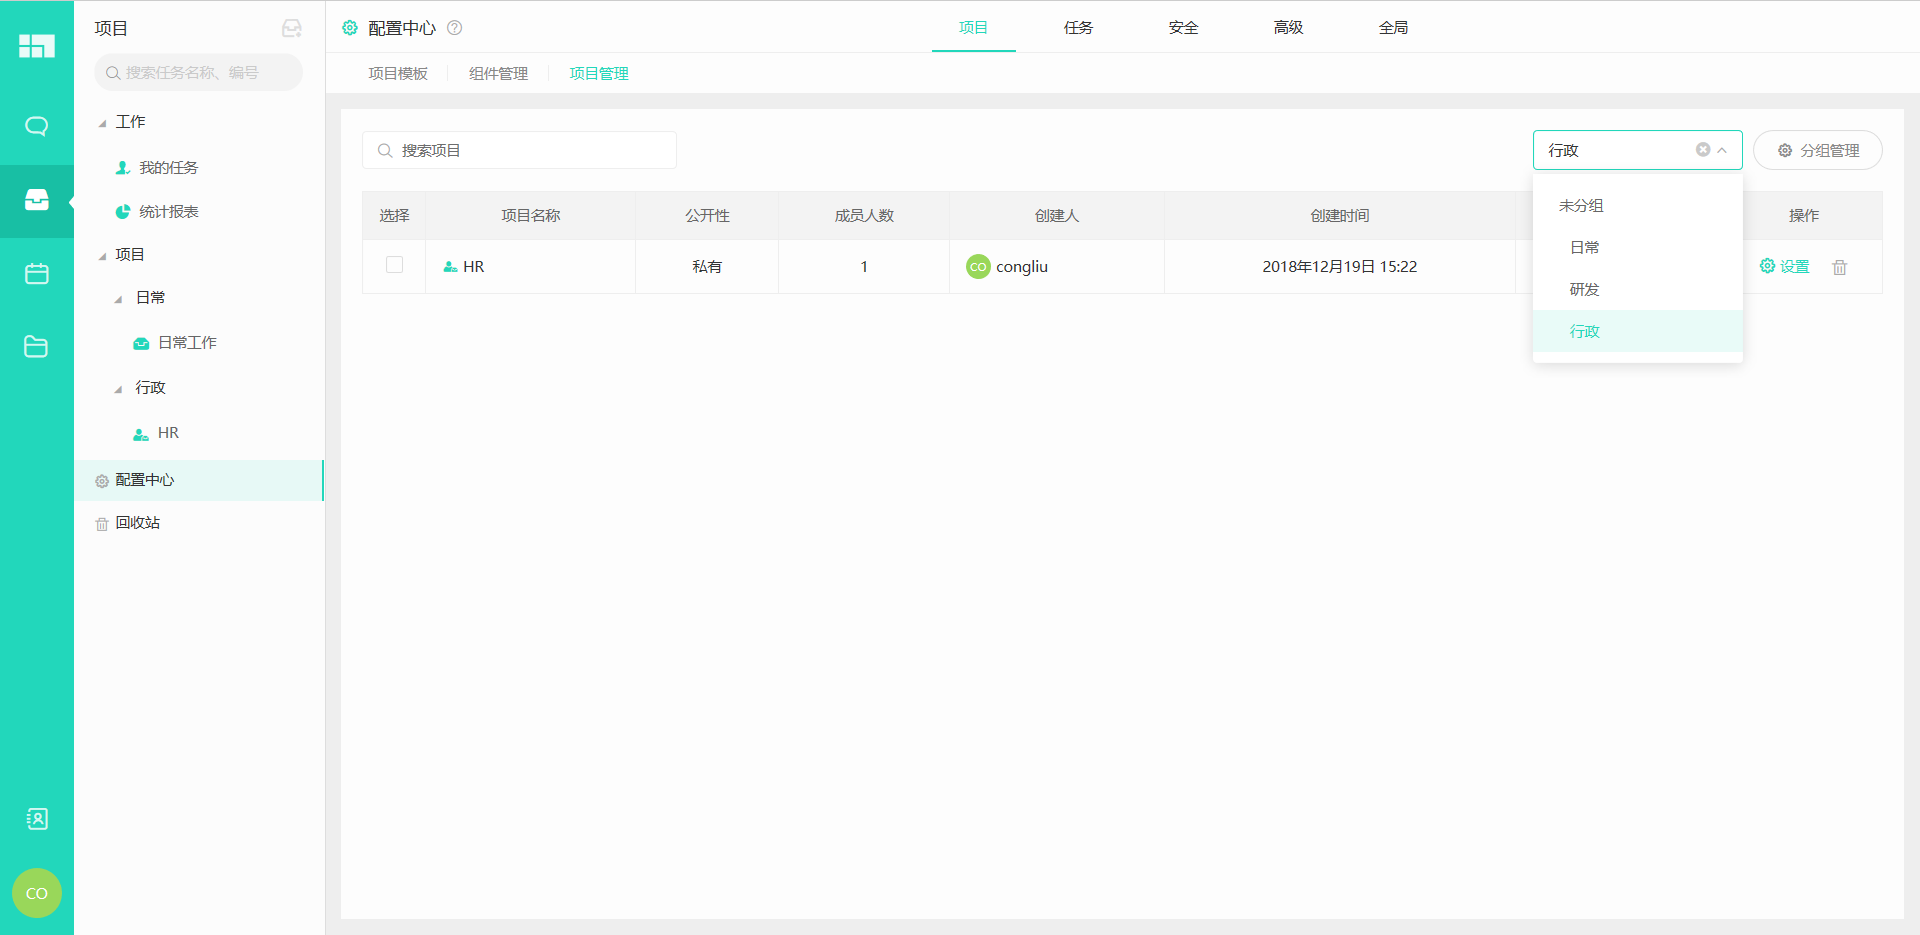 项目
搜索任务名称、编号
工作
我的任务
统计报表
项目
日常
日常工作
行政
HR
配置中心
回收站
CO
配置中心
项目
任务
安全
高级
全局
项目模板
组件管理
项目管理
搜索项目
行政
分组管理
选择
项目名称
公开性
成员人数
创建人
创建时间
操作
HR
私有
1
CO
congliu
2018年12月19日 15:22
设置
未分组
日常
研发
行政